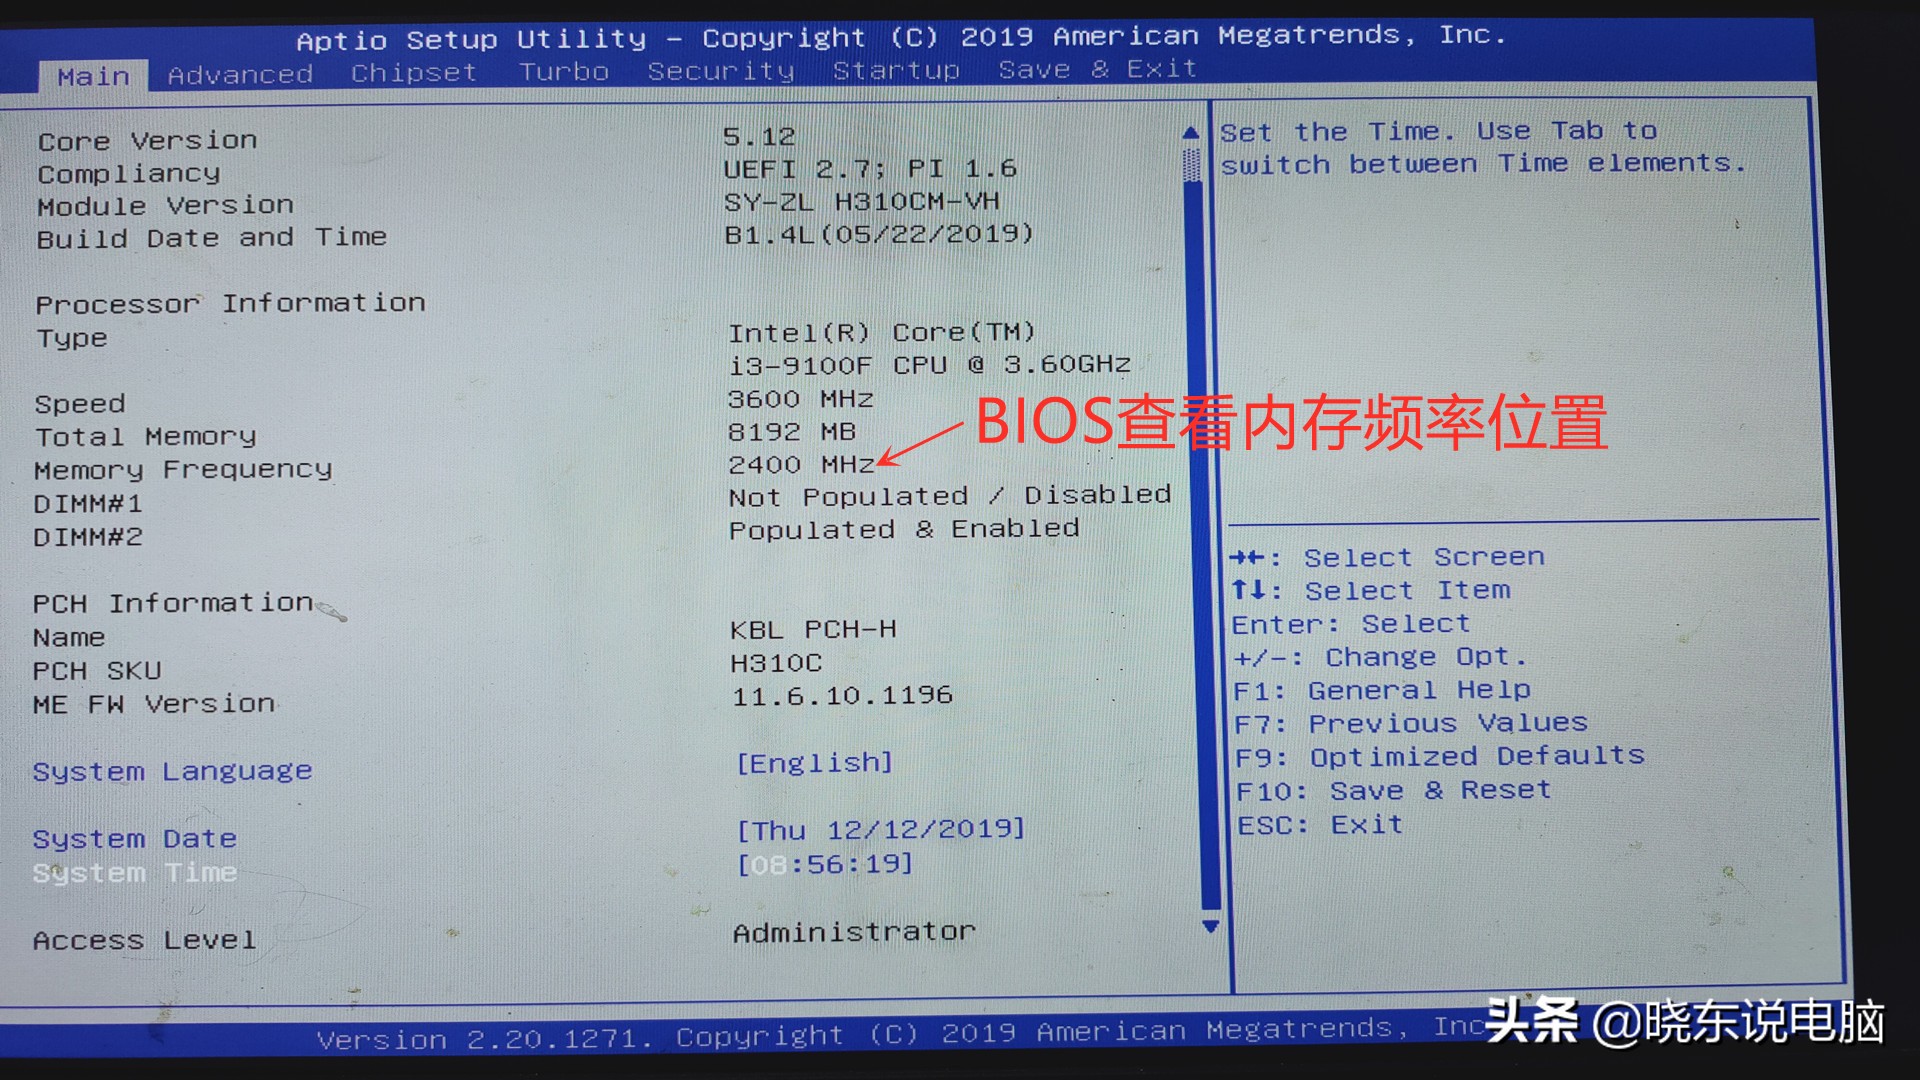 Aptio Setup Utility – Copyright (C) 2019 American Megatrends, Inc.
Main Advanced Chipset Turbo Security Startup Save & Exit
Core Version 5.12
Compliancy UEFI 2.7; PI 1.6
Module Version SY-ZL H310CM-VH
Build Date and Time B1.4L(05/22/2019)
Processor Information
Type Intel(R) Core(TM)
i3-9100F CPU @ 3.60GHz
Speed 3600 MHz
Total Memory 8192 MB
Memory Frequency 2400 MHz
BIOS查看内存频率位置
DIMM#1 Not Populated / Disabled
DIMM#2 Populated & Enabled
PCH Information
Name KBL PCH-H
PCH SKU H310C
ME FW Version 11.6.10.1196
System Language [English]
System Date [Thu 12/12/2019]
System Time [08:56:19]
Access Level Administrator
Set the Time. Use Tab to
switch between Time elements.
→←: Select Screen
↑↓: Select Item
Enter: Select
+/-: Change Opt.
F1: General Help
F7: Previous Values
F9: Optimized Defaults
F10: Save & Reset
ESC: Exit
Version 2.20.1271. Copyright (C) 2019 American Megatrends, Inc
头条 @晓东说电脑